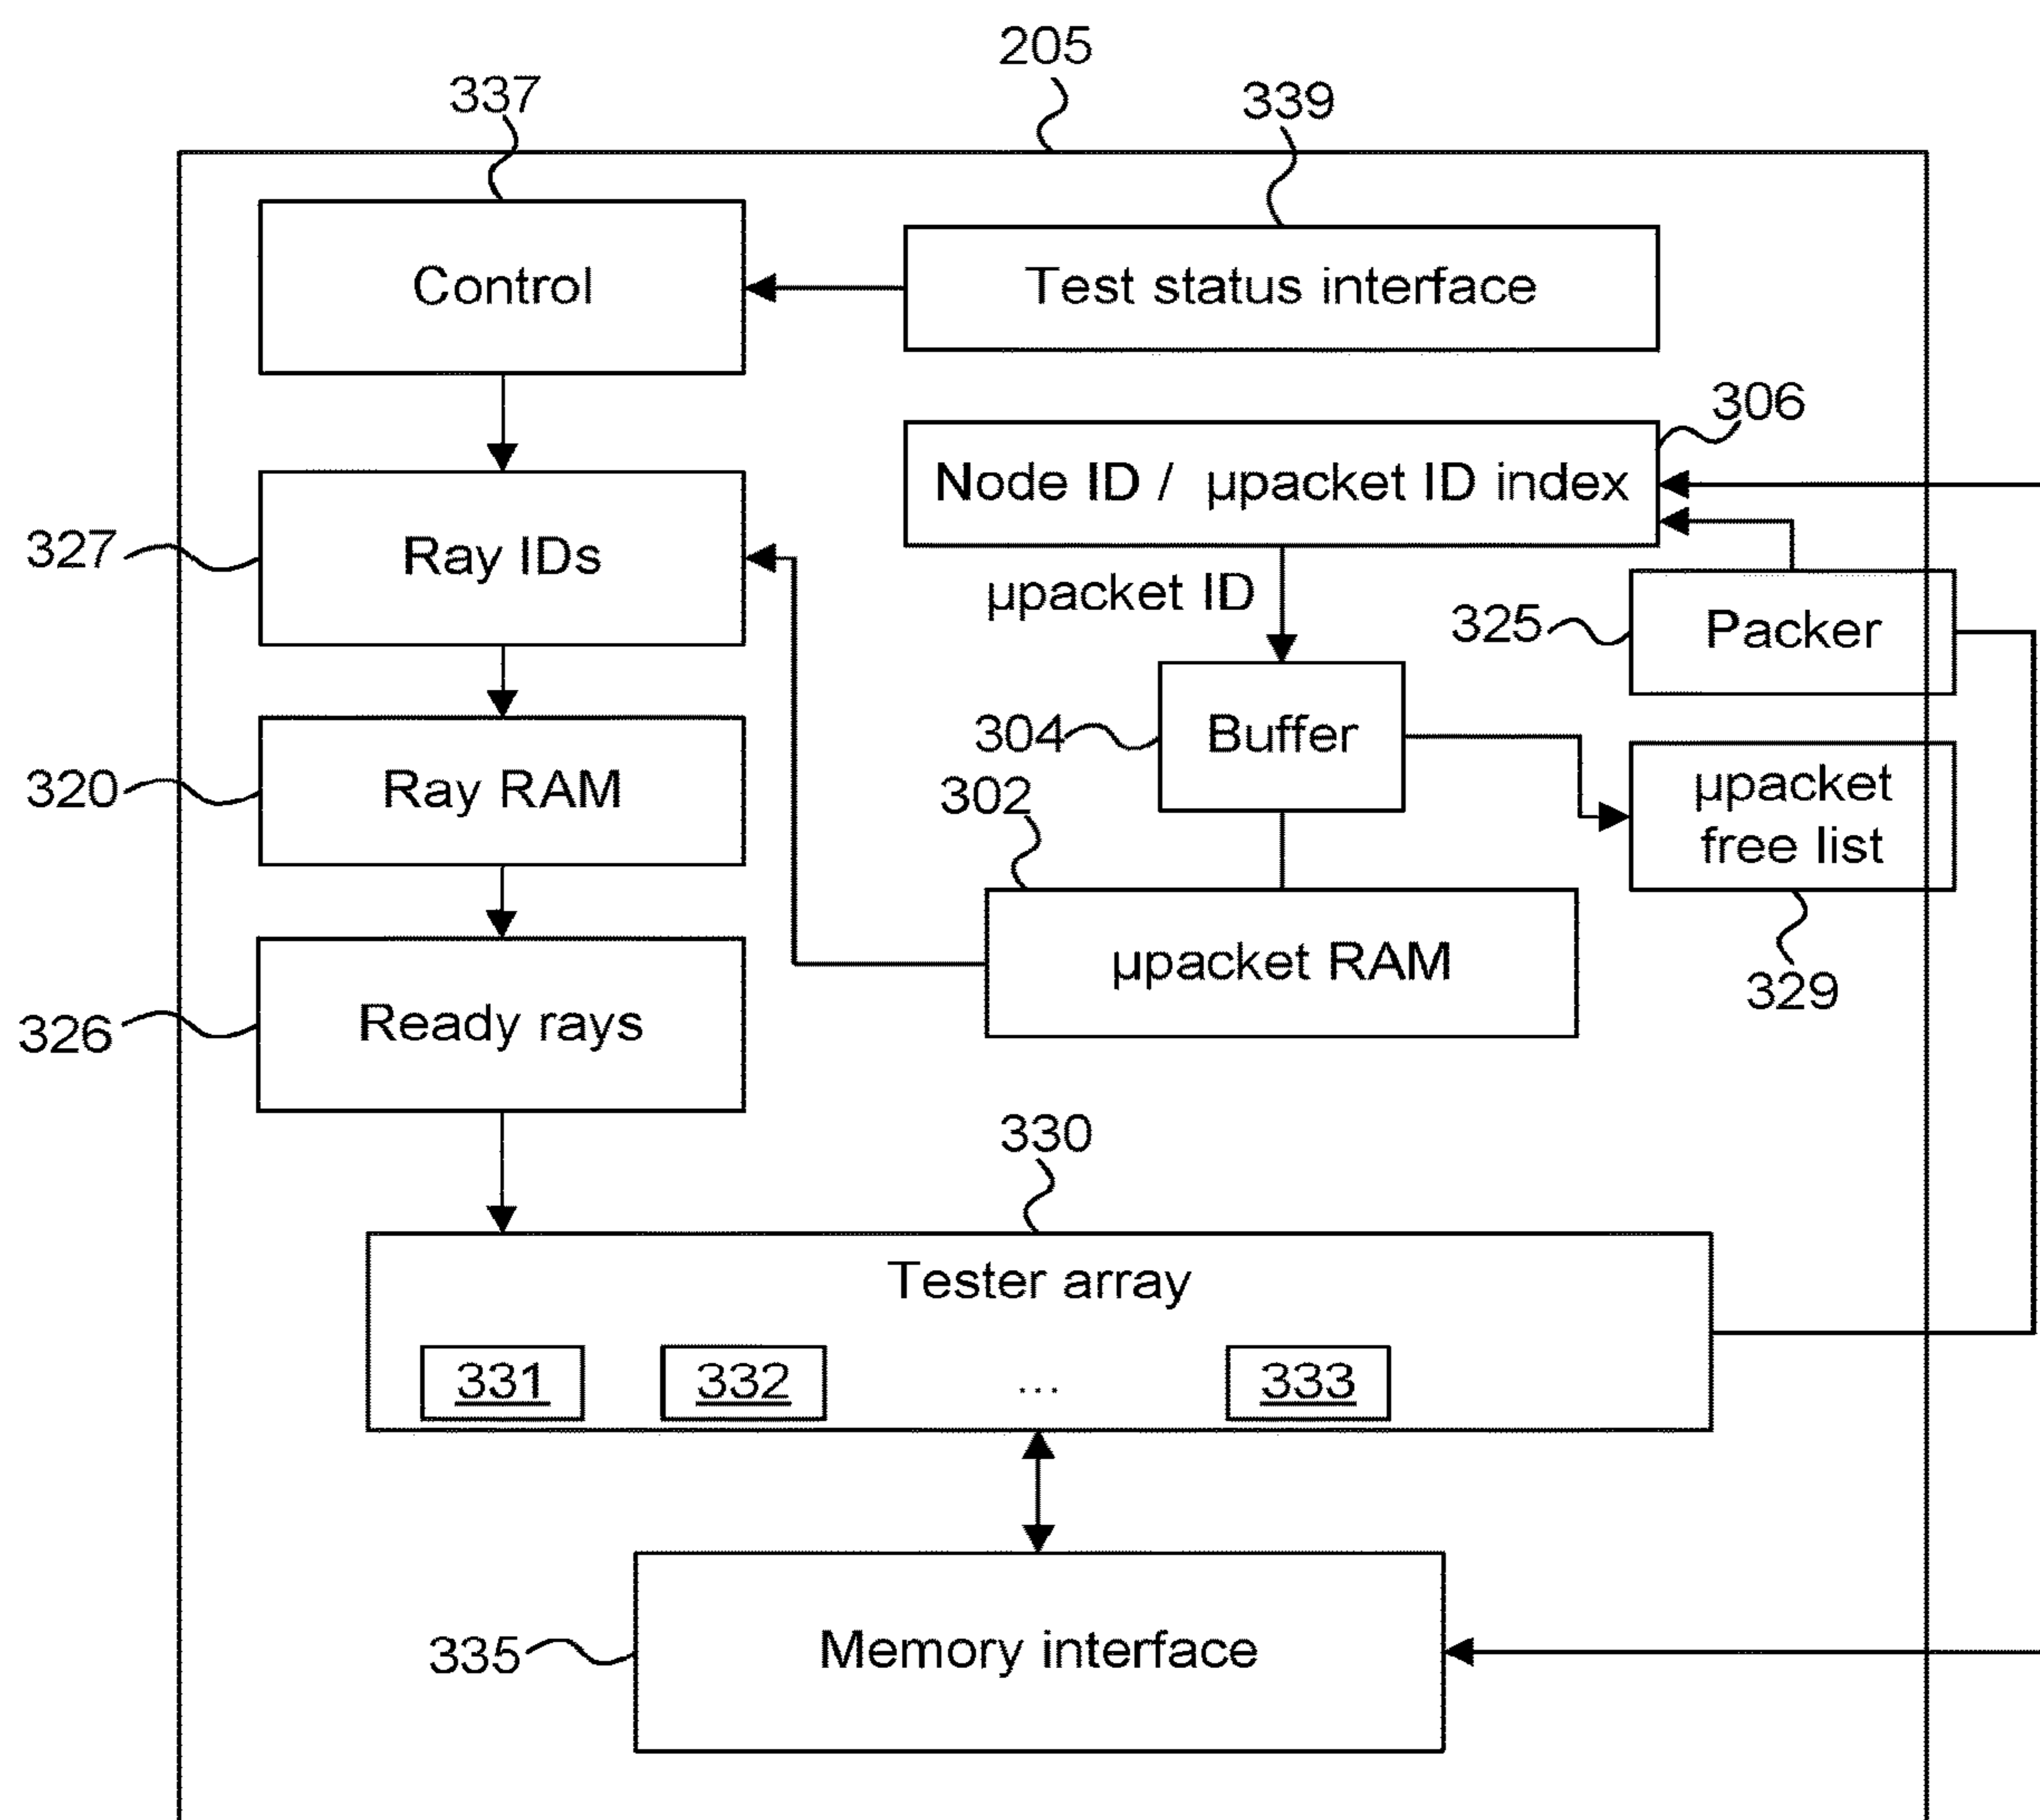 205
337
339
Control
Test status interface
306
Node ID / μpacket ID index
327
Ray IDs
μpacket ID
325
Packer
304
Buffer
320
Ray RAM
302
μpacket
free list
μpacket RAM
329
326
Ready rays
330
Tester array
331
332
...
333
335
Memory interface